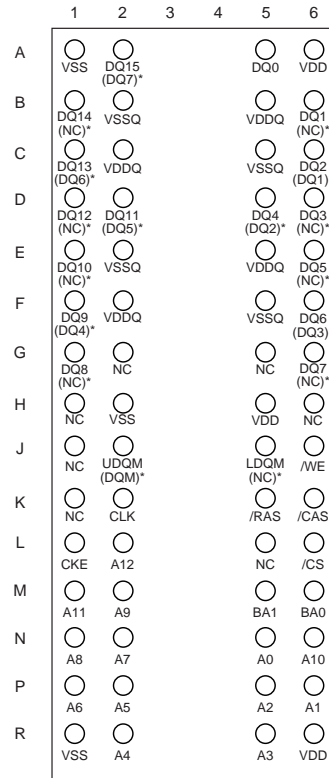 1 2 3 4 5 6
A
VSS DQ15 DQ0 VDD
(DQ7)*
B
DQ14 VSSQ VDDQ DQ1
(NC)* (NC)*
C
DQ13 VDDQ VSSQ DQ2
(DQ6)* (DQ1)
D
DQ12 DQ11 DQ4 DQ3
(NC)* (DQ5)* (DQ2)* (NC)*
E
DQ10 VSSQ VDDQ DQ5
(NC)* (NC)*
F
DQ9 VDDQ VSSQ DQ6
(DQ4)* (DQ3)
G
DQ8 NC NC DQ7
(NC)* (NC)*
H
NC VSS VDD NC
J
NC UDQM LDQM /WE
(DQM)* (NC)*
K
NC CLK /RAS /CAS
L
CKE A12 NC /CS
M
A11 A9 BA1 BA0
N
A8 A7 A0 A10
P
A6 A5 A2 A1
R
VSS A4 A3 VDD